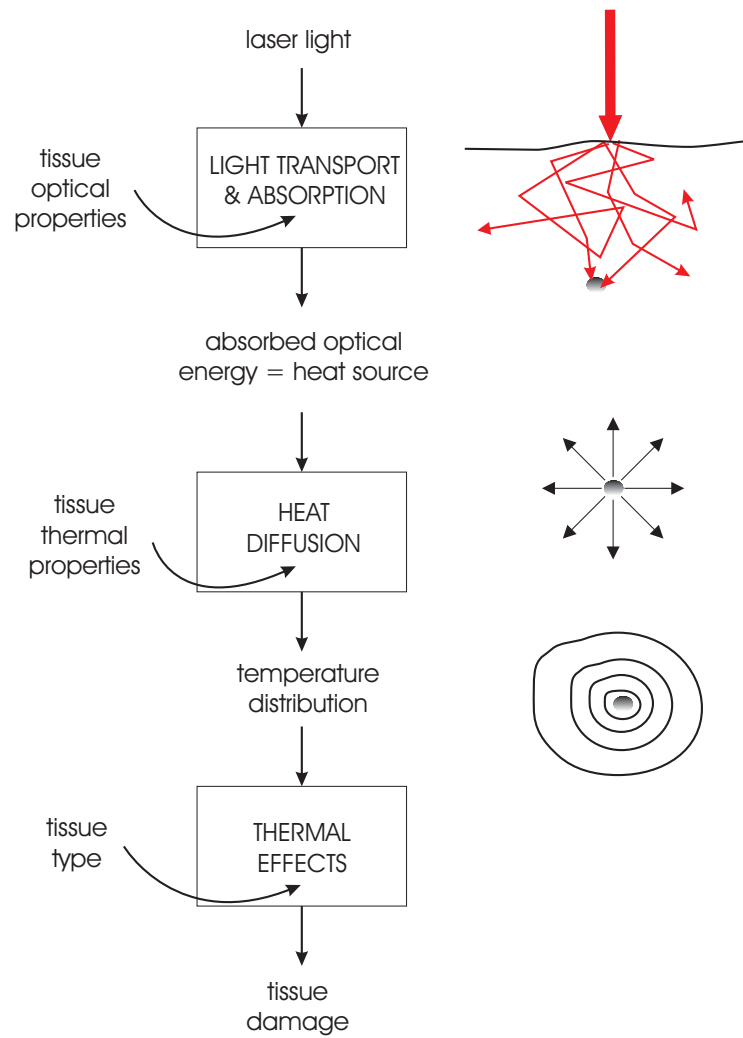 laser light
tissue
optical
properties
LIGHT TRANSPORT
& ABSORPTION
absorbed optical
energy = heat source
tissue
thermal
properties
HEAT
DIFFUSION
temperature
distribution
tissue
type
THERMAL
EFFECTS
tissue
damage